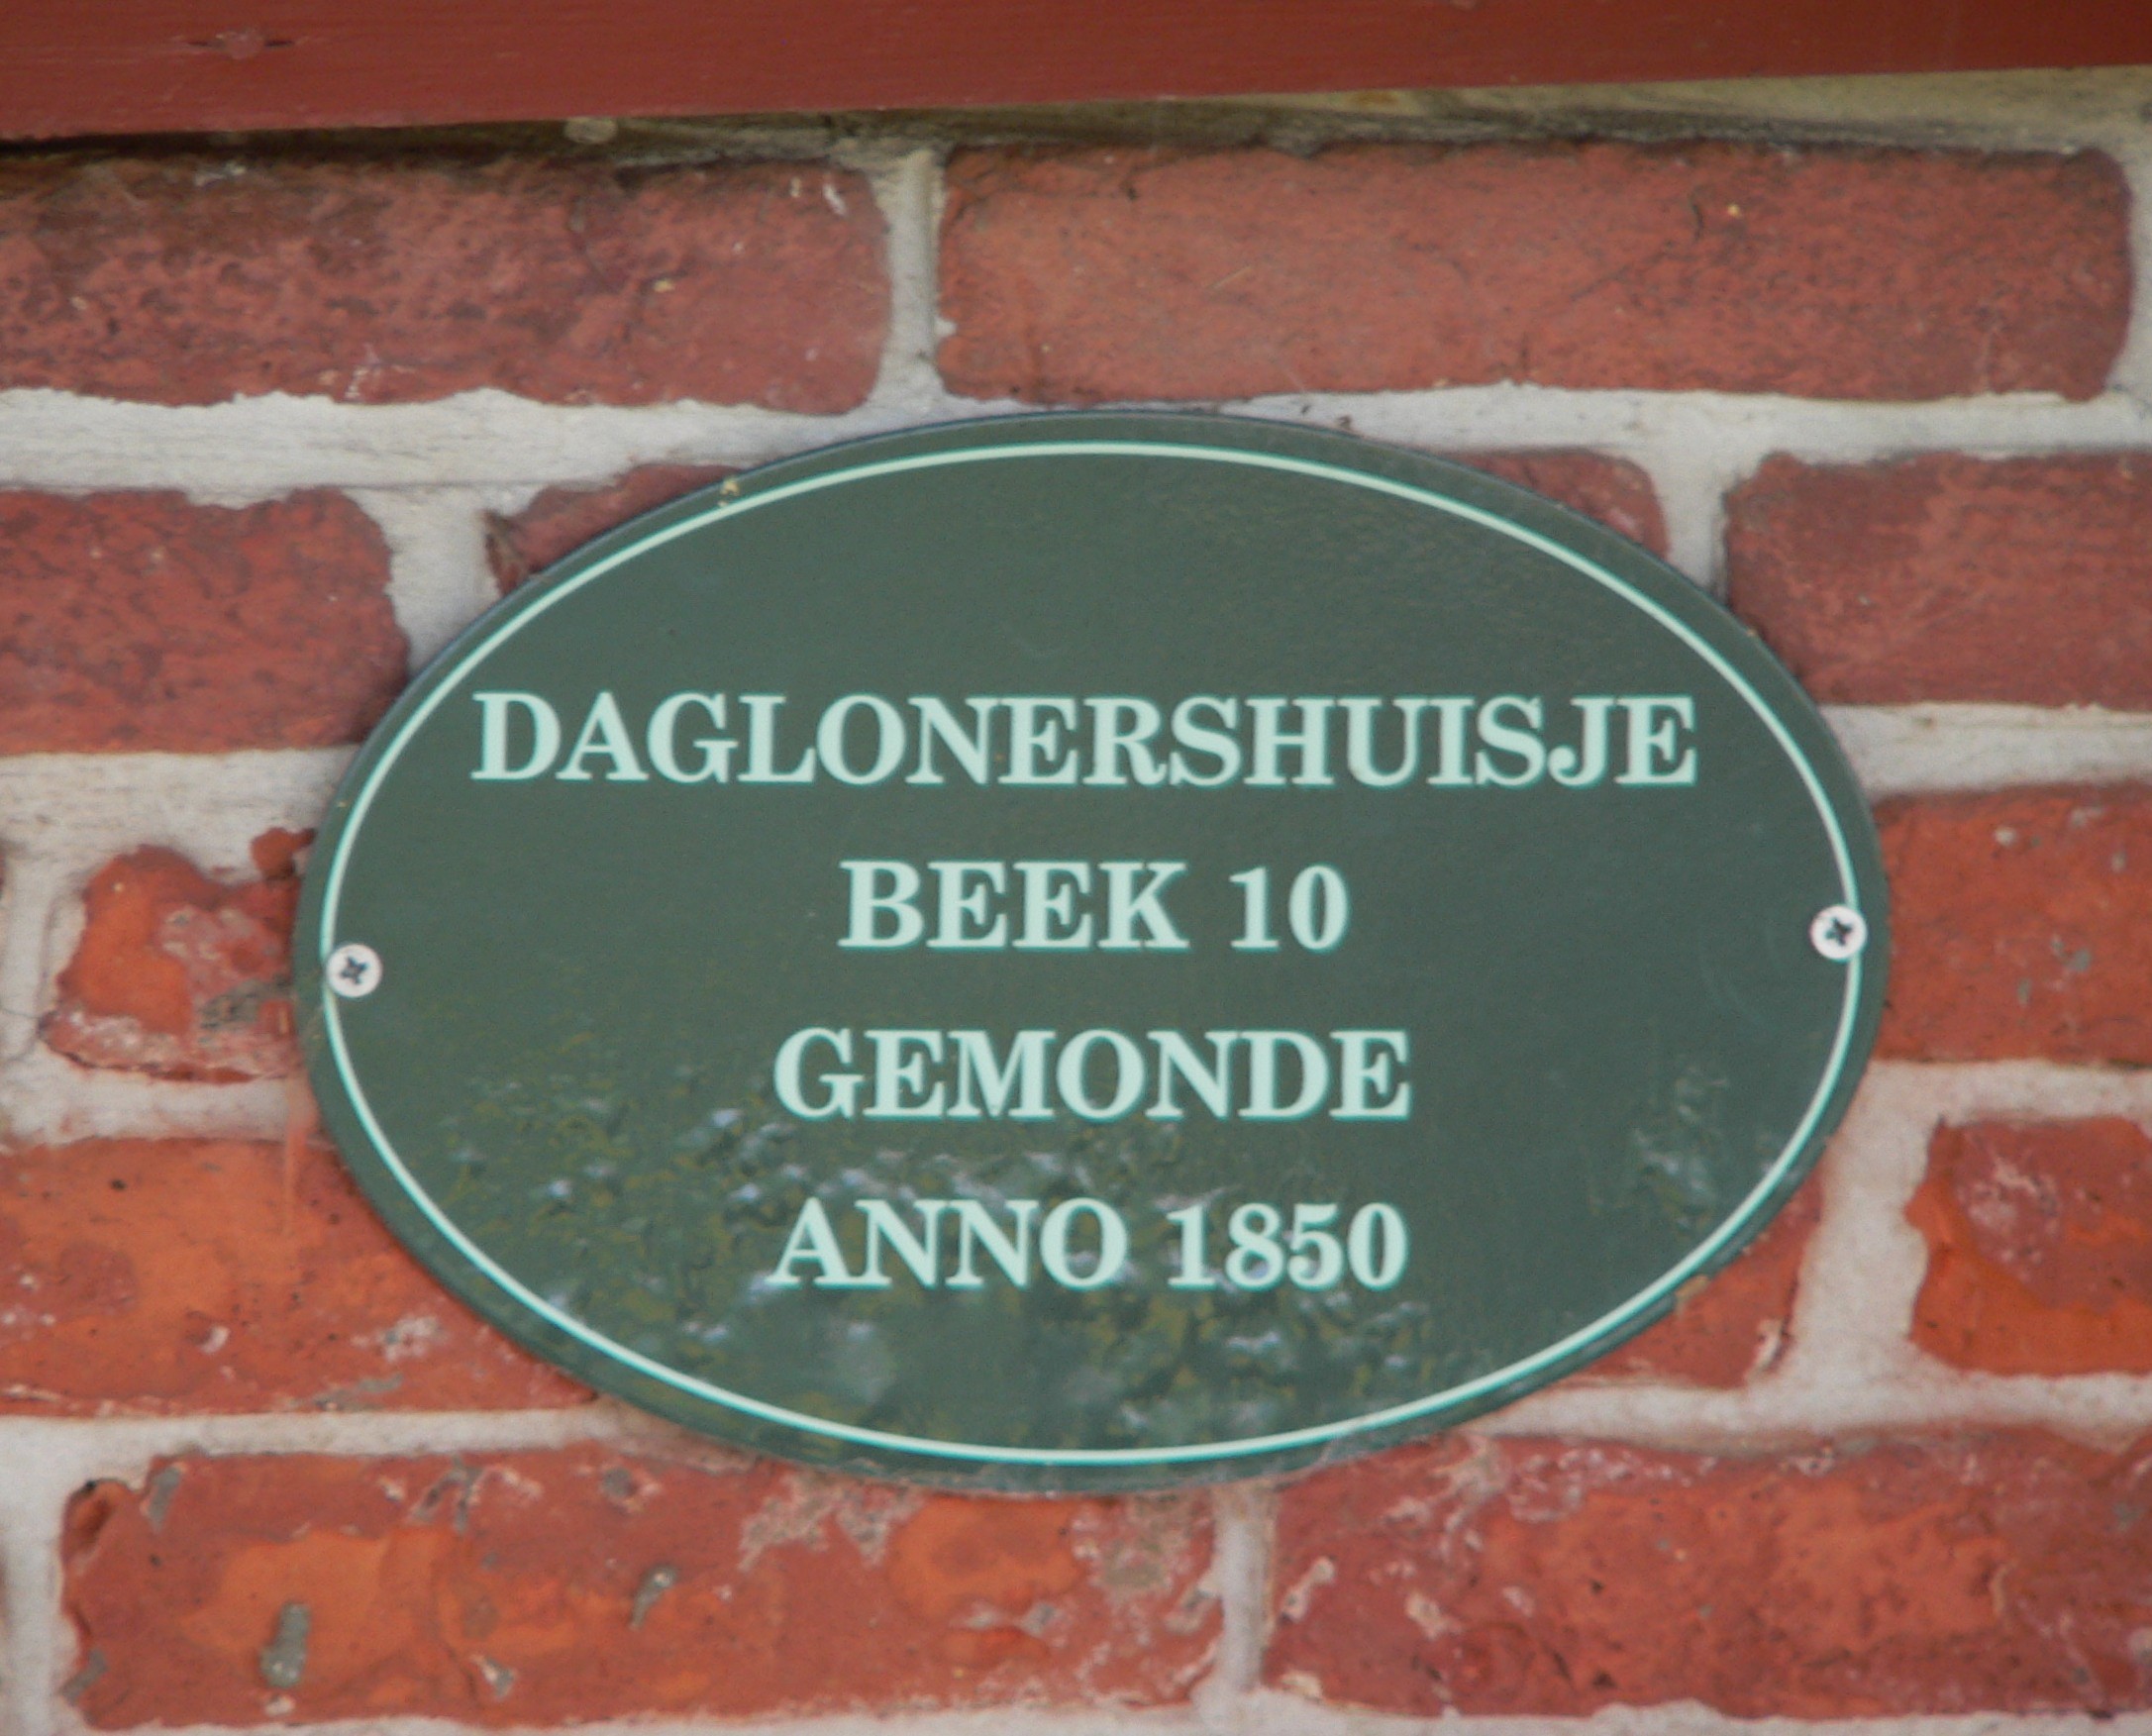 DAGLONERSHUISJE
BEEK 10
GEMONDE
ANNO 1850